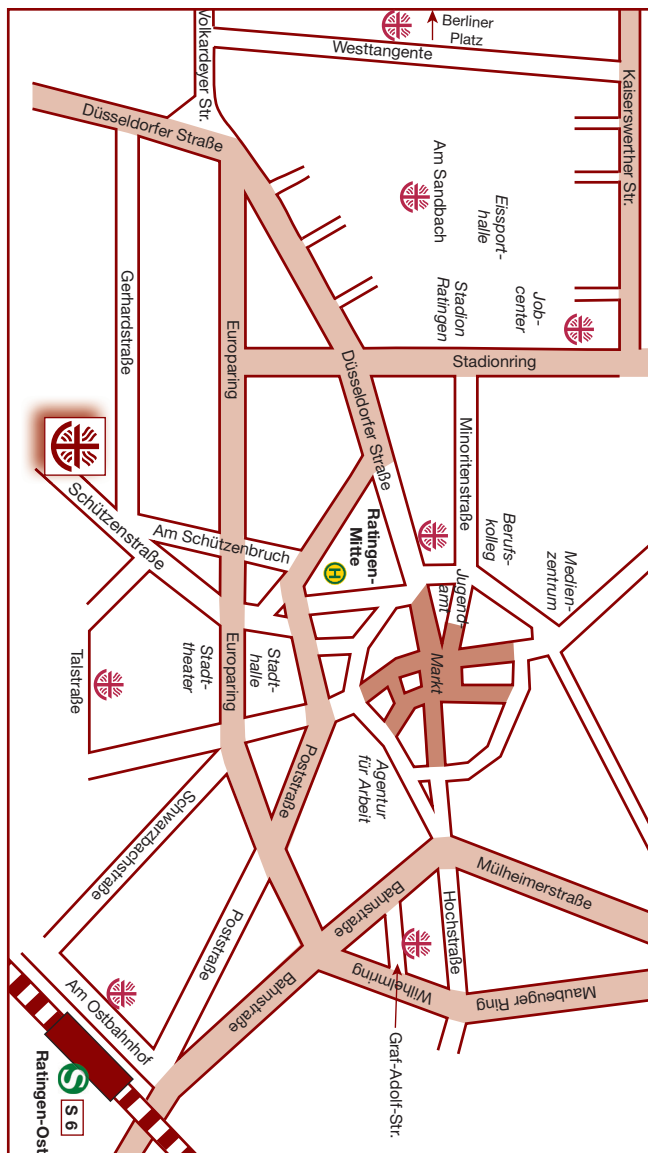 Berliner
Platz
Westtangente
Volkardeyer Str.
Kaiserswerther Str.
Düsseldorfer Straße
Am Sandbach
Eissport-
halle
Stadion
Ratingen
Job-
center
Gerhardstraße
Europaring
Stadionring
Düsseldorfer Straße
Minoritenstraße
Schützenstraße
Am Schützenbruch
Ratingen-
Mitte
H
Berufs-
kolleg
Medien-
zentrum
Jugend-
amt
Markt
Europaring
Stadt-
halle
Stadt-
theater
Talstraße
Poststraße
Agentur
für Arbeit
Schwarzbachstraße
Mülheimerstraße
Bahnstraße
Hochstraße
Poststraße
Wilhelmring
Maubeuger Ring
Bahnstraße
Am Ostbahnhof
Graf-Adolf-Str.
S
S 6
Ratingen-Ost